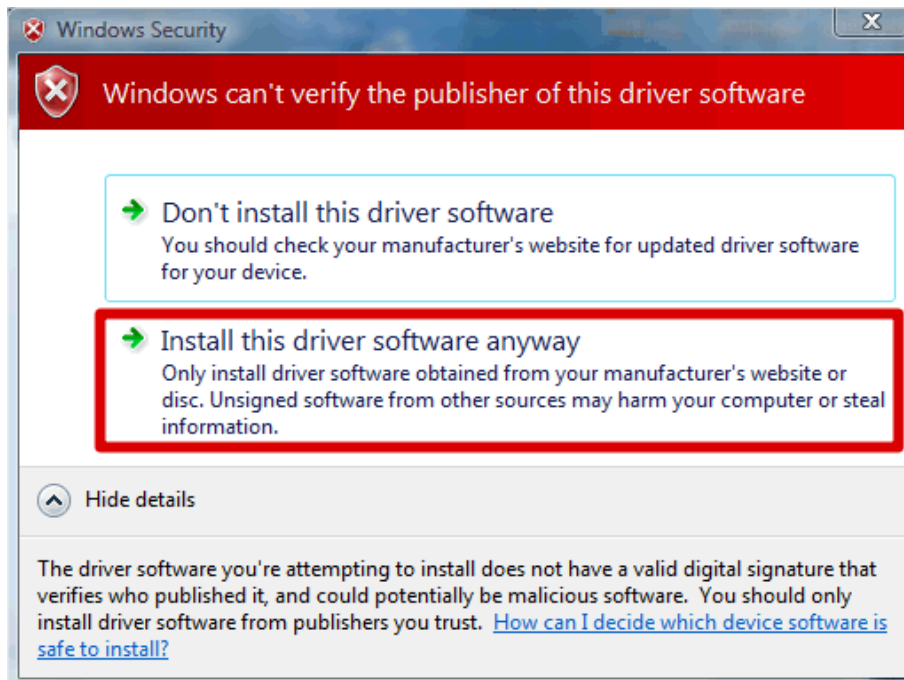 Windows Security
Windows can't verify the publisher of this driver software
Don't install this driver software
You should check your manufacturer's website for updated driver software
for your device.
Install this driver software anyway
Only install driver software obtained from your manufacturer's website or
disc. Unsigned software from other sources may harm your computer or steal
information.
Hide details
The driver software you're attempting to install does not have a valid digital signature that
verifies who published it, and could potentially be malicious software.  You should only
install driver software from publishers you trust.  How can I decide which device software is
safe to install?